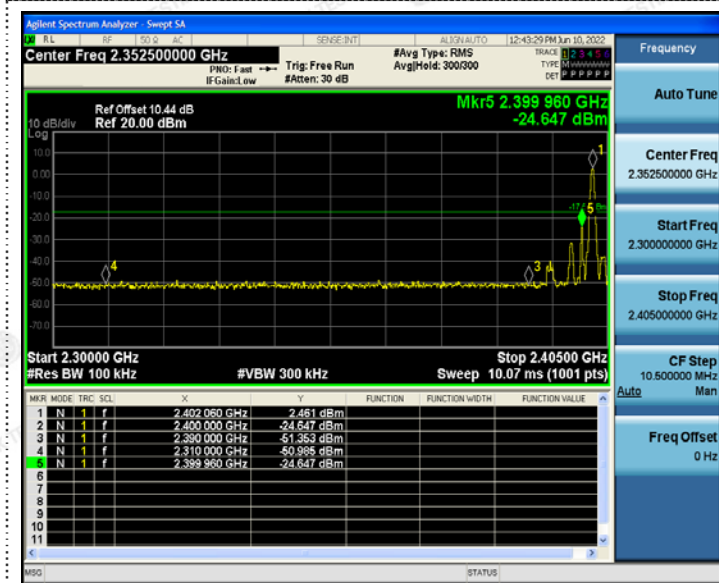 Agilent Spectrum Analyzer - Swept SA
RL RF 50 Ω AC SENSE:INT ALIGN AUTO 12:43:29 PM Jun 10, 2022
Center Freq 2.352500000 GHz #Avg Type: RMS TRACE 1 2 3 4 5 6
PNO: Fast Trig: Free Run Avg|Hold: 300/300 TYPE M
IFGain:Low #Atten: 30 dB DET P P P P P P
Mkr5 2.399 960 GHz
-24.647 dBm
Ref Offset 10.44 dB
10 dB/div Ref 20.00 dBm
Log
10.0
0.00
-10.0
-20.0
-30.0
-40.0
-50.0
-60.0
-70.0
1
5
4
3
Start 2.30000 GHz Stop 2.40500 GHz
#Res BW 100 kHz #VBW 300 kHz Sweep 10.07 ms (1001 pts)
MKR MODE TRC SCL X Y FUNCTION FUNCTION WIDTH FUNCTION VALUE
1 N 1 f 2.402 060 GHz 2.461 dBm
2 N 1 f 2.400 000 GHz -24.647 dBm
3 N 1 f 2.390 000 GHz -51.353 dBm
4 N 1 f 2.310 000 GHz -50.985 dBm
5 N 1 f 2.399 960 GHz -24.647 dBm
6
7
8
9
10
11
MSG STATUS
Frequency
Auto Tune
Center Freq
2.352500000 GHz
Start Freq
2.300000000 GHz
Stop Freq
2.405000000 GHz
CF Step
10.500000 MHz
Auto Man
Freq Offset
0 Hz